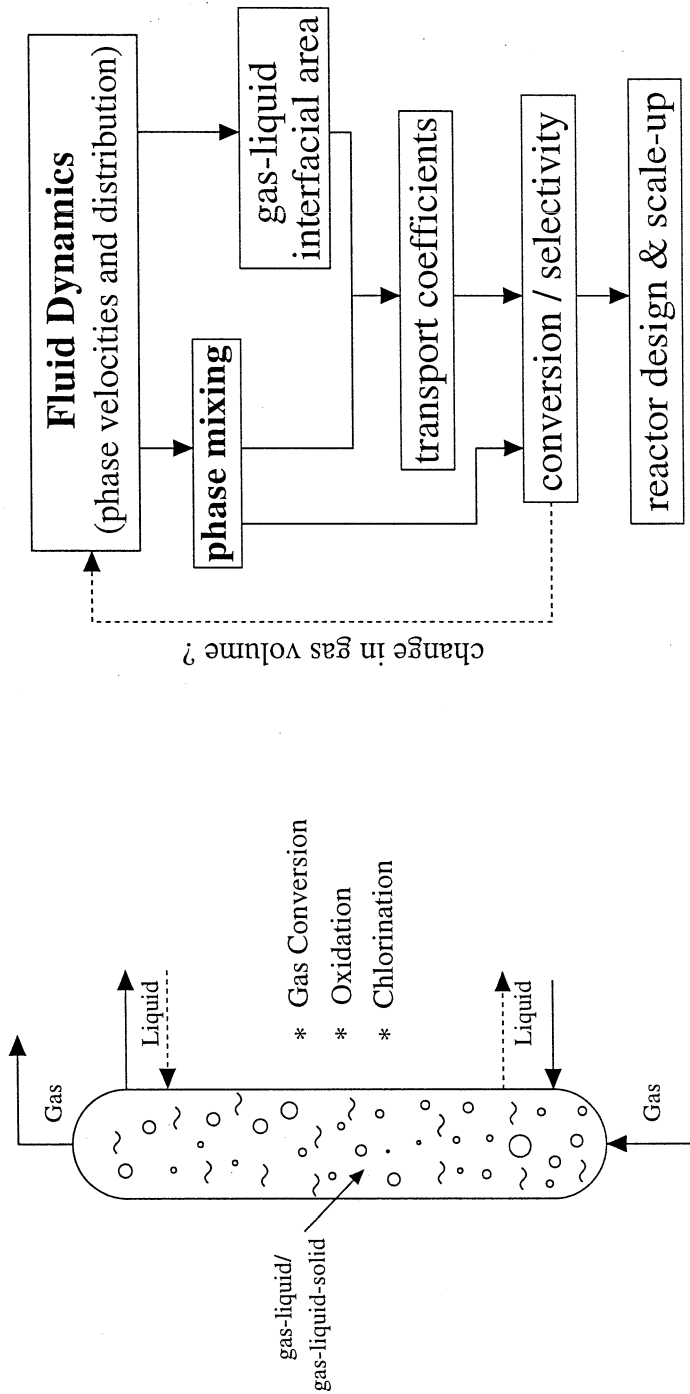 Gas
Liquid
* Gas Conversion
* Oxidation
* Chlorination
gas-liquid/
gas-liquid-solid
Liquid
Gas
Fluid Dynamics
(phase velocities and distribution)
phase mixing
gas-liquid
interfacial area
transport coefficients
conversion / selectivity
reactor design & scale-up
change in gas volume ?